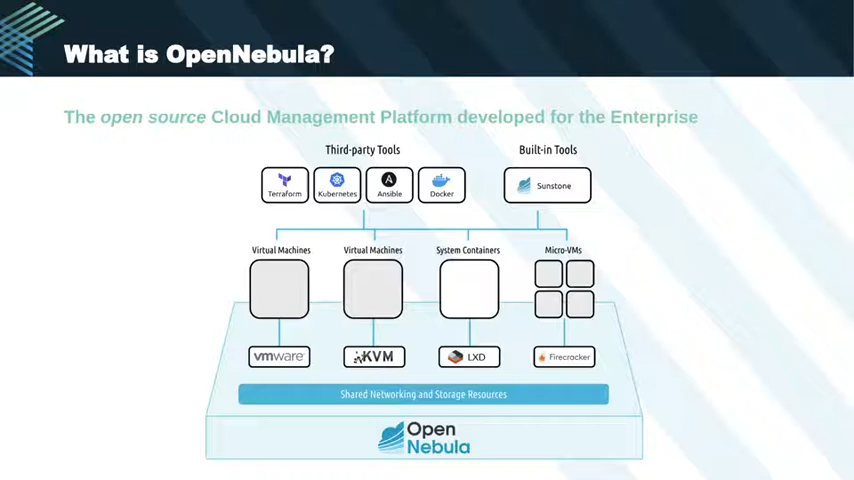 What is OpenNebula?
The open source Cloud Management Platform developed for the Enterprise
Third-party Tools
Built-in Tools
Terraform
Kubernetes
Ansible
Docker
Sunstone
Virtual Machines
Virtual Machines
System Containers
Micro-VMs
vmware
KVM
LXD
Firecracker
Shared Networking and Storage Resources
Open
Nebula